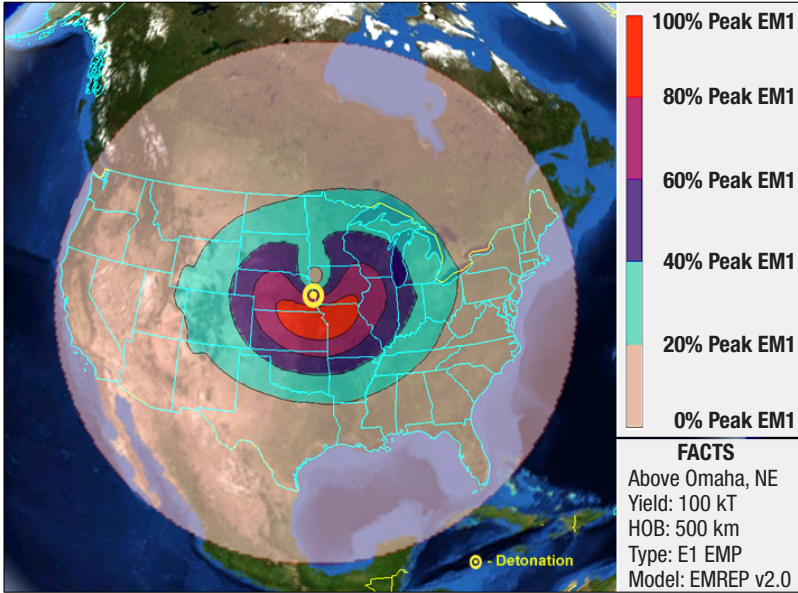 100% Peak EM1
80% Peak EM1
60% Peak EM1
40% Peak EM1
20% Peak EM1
0% Peak EM1
FACTS
Above Omaha, NE
Yield: 100 kT
HOB: 500 km
Type: E1 EMP
Model: EMREP v2.0
- Detonation